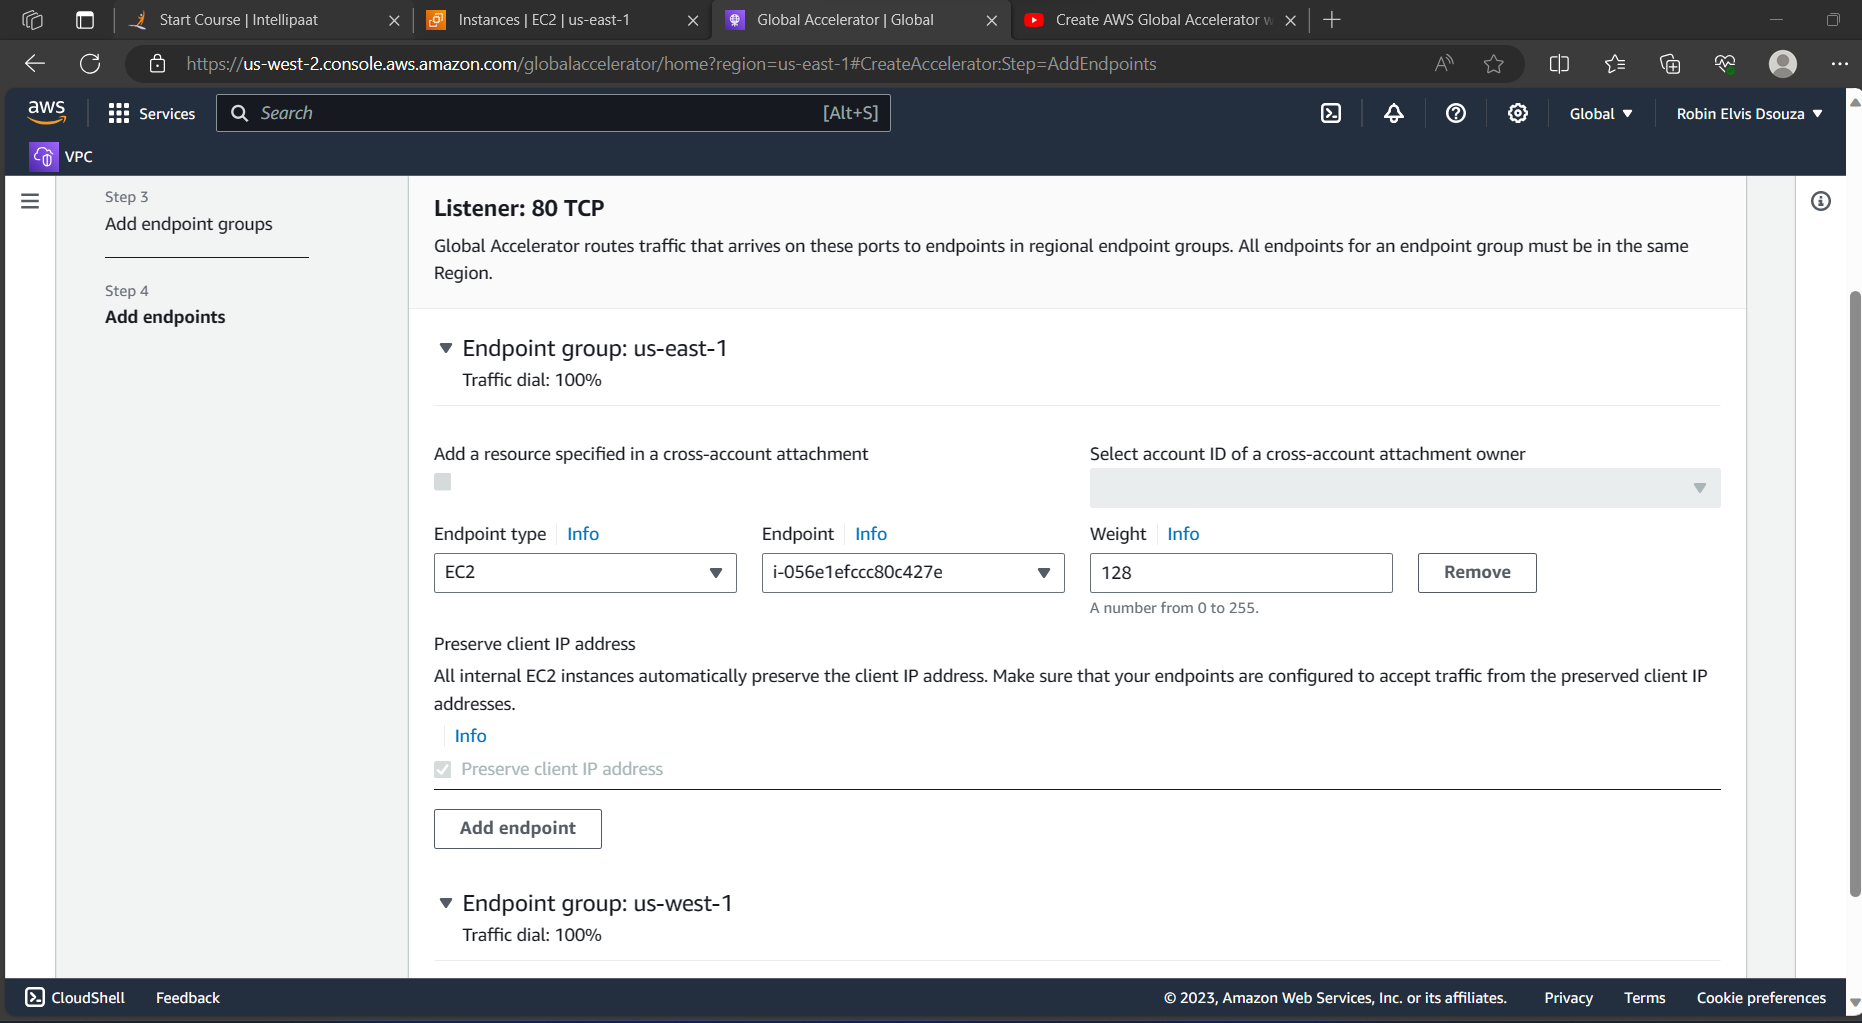 Start Course | Intellipaat
Instances | EC2 | us-east-1
Global Accelerator | Global
Create AWS Global Accelerator w
https://us-west-2.console.aws.amazon.com/globalaccelerator/home?region=us-east-1#CreateAccelerator:Step=AddEndpoints
aws
Services
Search
[Alt+S]
Global
Robin Elvis Dsouza
VPC
Step 3
Add endpoint groups
Step 4
Add endpoints
Listener: 80 TCP
Global Accelerator routes traffic that arrives on these ports to endpoints in regional endpoint groups. All endpoints for an endpoint group must be in the same
Region.
Endpoint group: us-east-1
Traffic dial: 100%
Add a resource specified in a cross-account attachment
Select account ID of a cross-account attachment owner
Endpoint type Info
Endpoint Info
Weight Info
EC2
i-056e1efccc80c427e
128
Remove
A number from 0 to 255.
Preserve client IP address
All internal EC2 instances automatically preserve the client IP address. Make sure that your endpoints are configured to accept traffic from the preserved client IP
addresses.
Info
Preserve client IP address
Add endpoint
Endpoint group: us-west-1
Traffic dial: 100%
CloudShell
Feedback
© 2023, Amazon Web Services, Inc. or its affiliates.
Privacy
Terms
Cookie preferences